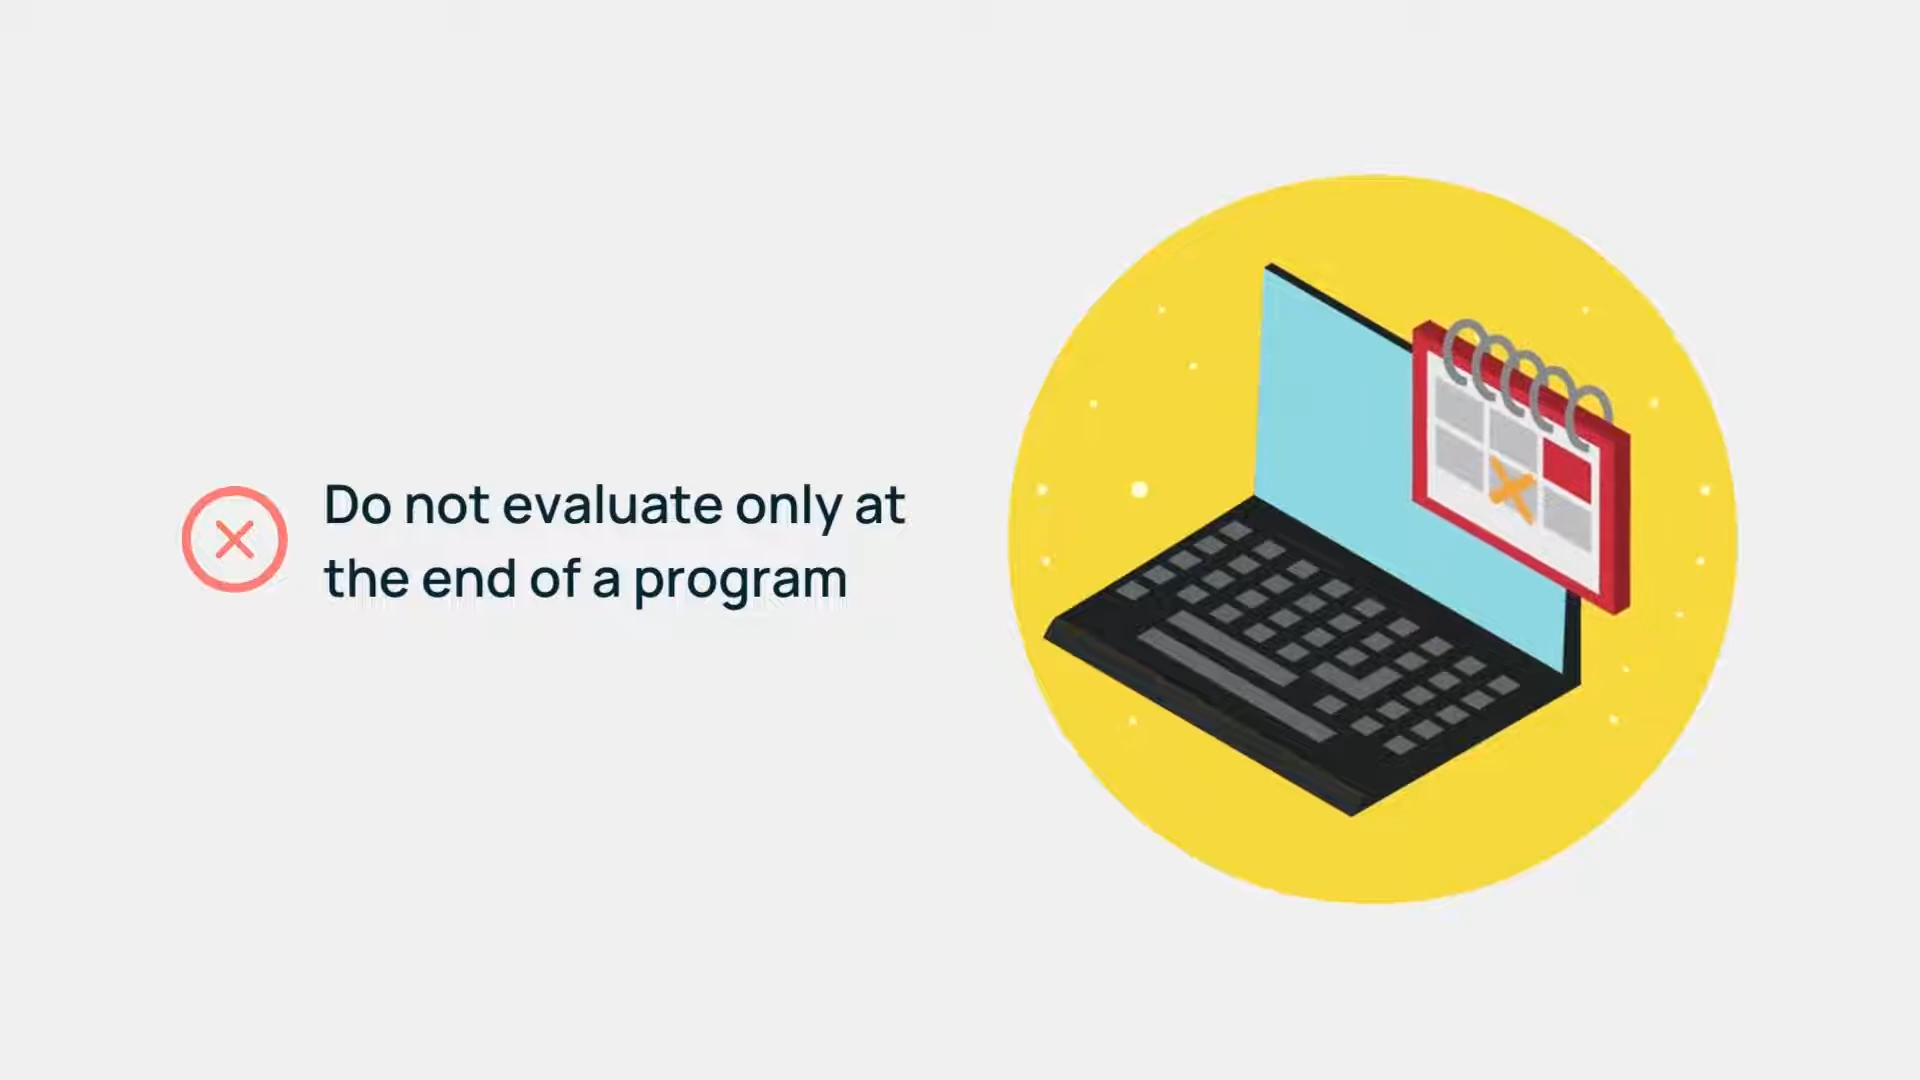 Do not evaluate only at
the end of a program